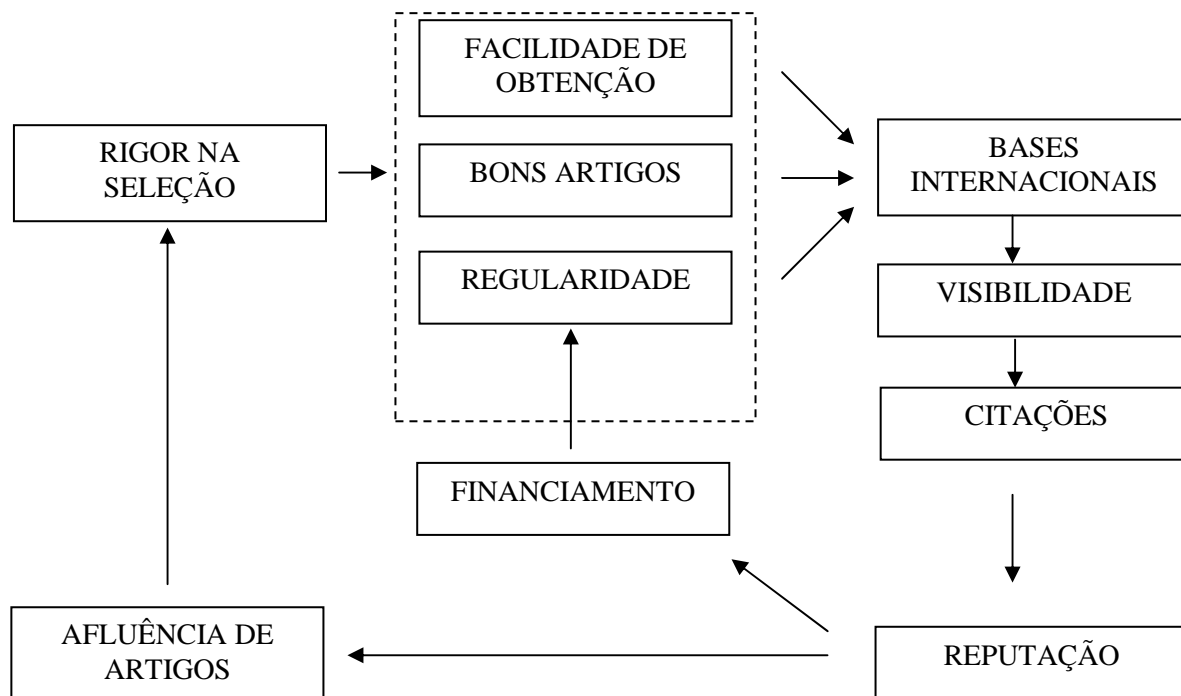 FACILIDADE DE
OBTENÇÃO
RIGOR NA
SELEÇÃO
BONS ARTIGOS
BASES
INTERNACIONAIS
REGULARIDADE
VISIBILIDADE
CITAÇÕES
FINANCIAMENTO
AFLUÊNCIA DE
ARTIGOS
REPUTAÇÃO